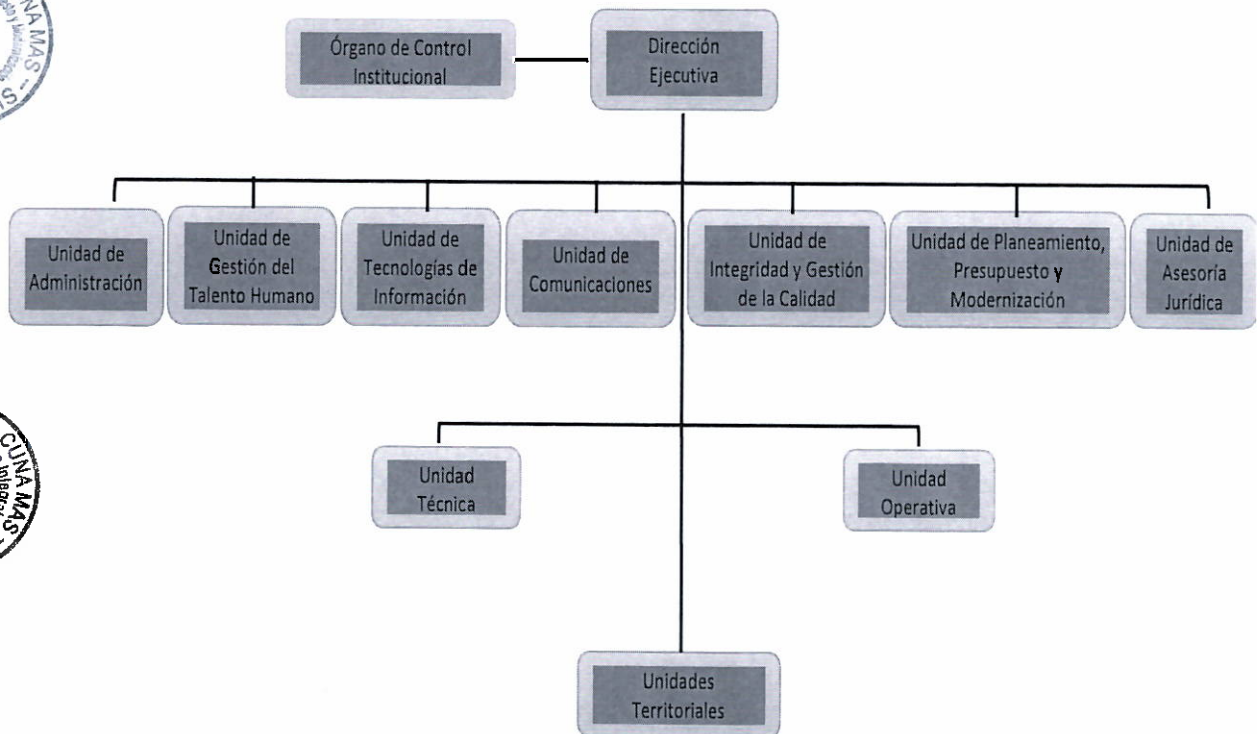 CUNA MAS -
Órgano de Control
Institucional
Dirección
Ejecutiva
Unidad de
Administración
Unidad de
Gestión del
Talento Humano
Unidad de
Tecnologías de
Información
Unidad de
Comunicaciones
Unidad de
Integridad y Gestión
de la Calidad
Unidad de Planeamiento,
Presupuesto y
Modernización
Unidad de
Asesoría
Jurídica
CUNA MAS -
Unidad
Técnica
Unidad
Operativa
Unidades
Territoriales